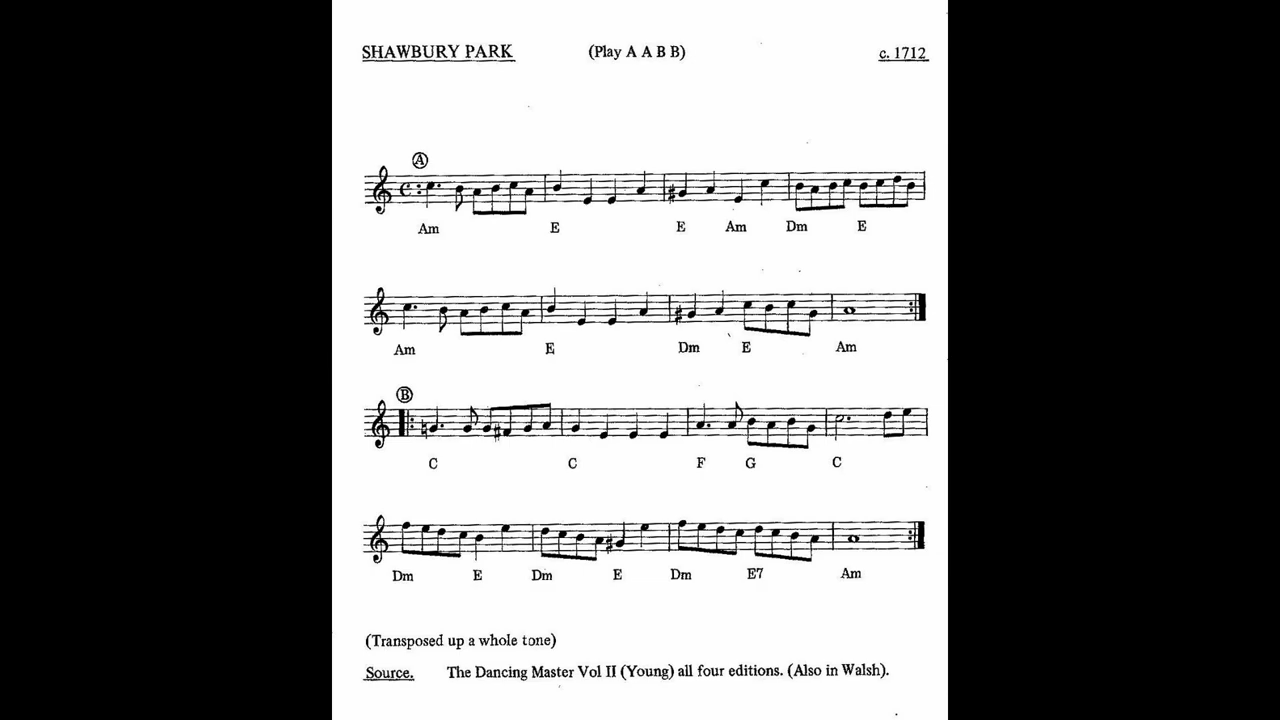 SHAWBURY PARK (Play A A B B) c. 1712
A
Am E E Am Dm E
Am E Dm E Am
B
C C F G C
Dm E Dm E Dm E7 Am
(Transposed up a whole tone)
Source. The Dancing Master Vol II (Young) all four editions. (Also in Walsh).